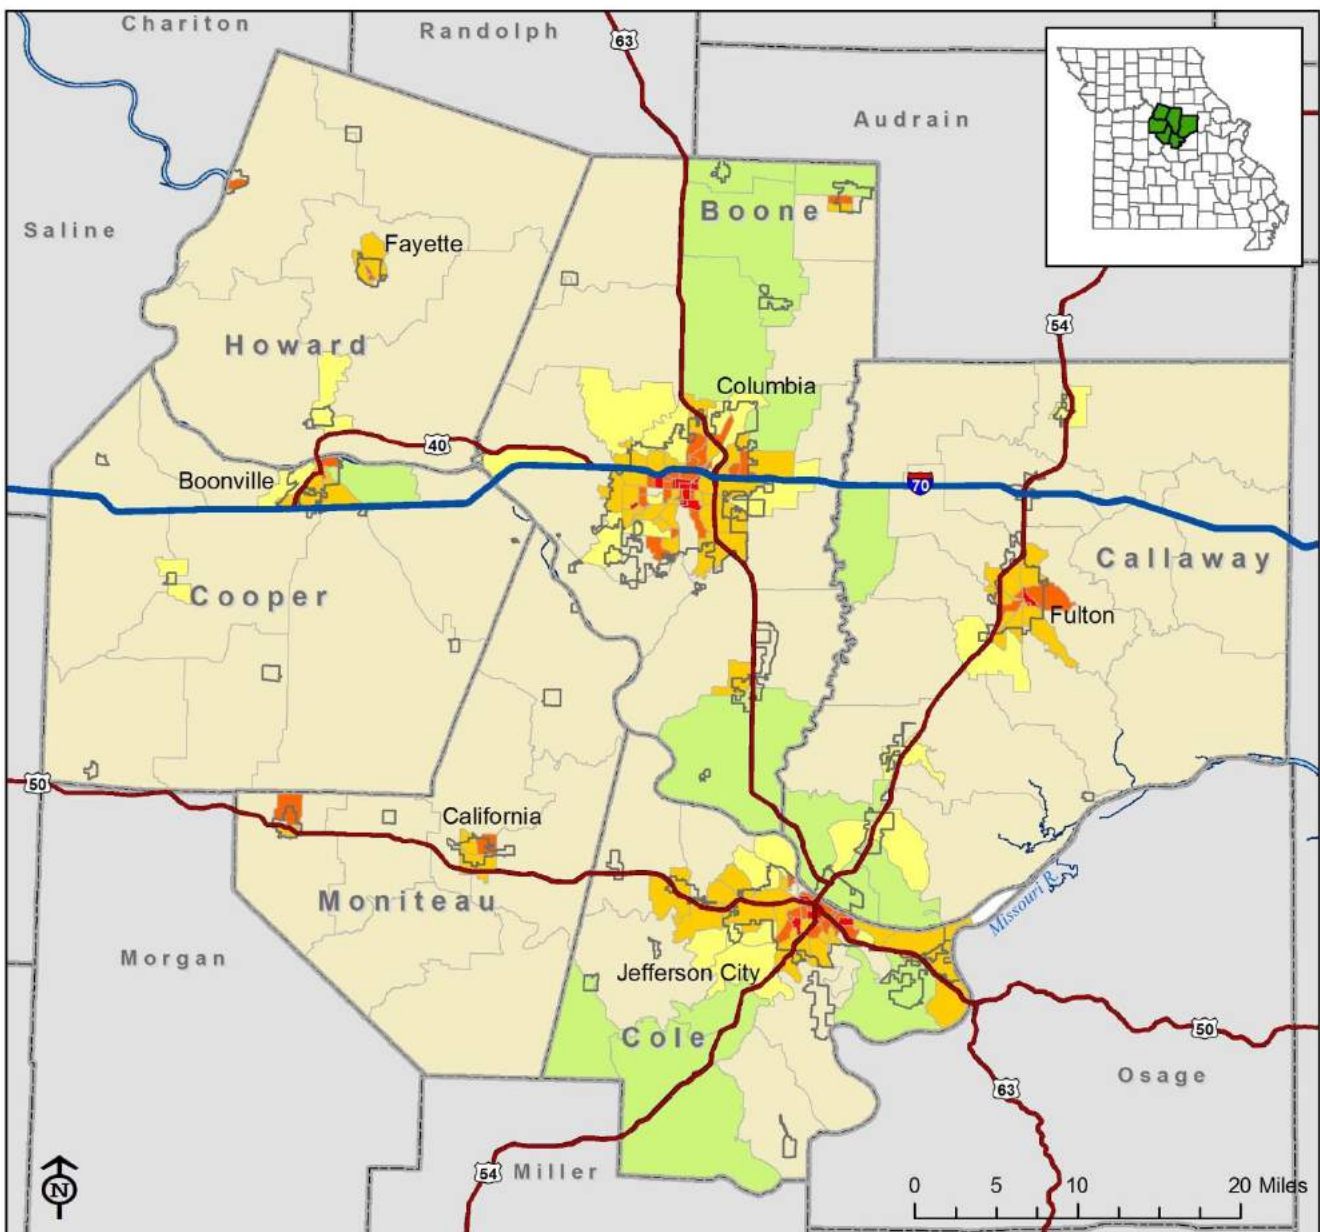 Chariton
Randolph
63
Audrain
Saline
Boone
Fayette
54
Howard
Columbia
40
Boonville
70
Callaway
Cooper
Fulton
50
California
Moniteau
Missouri R.
Morgan
Jefferson City
Cole
50
Osage
63
54
Miller
N
0 5 10 20 Miles